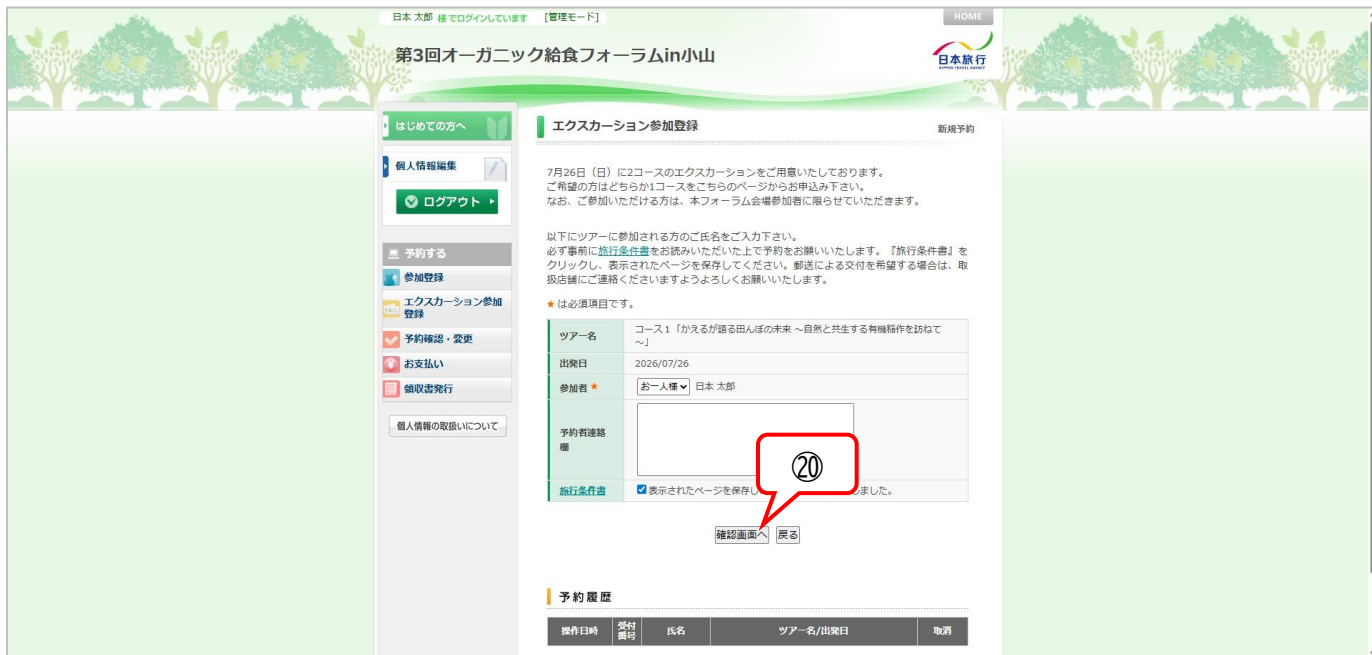 日本 太郎 様 でログインしています [管理モード]
HOME
第3回オーガニック給食フォーラムin小山
日本旅行
NIPPON TRAVEL AGENCY
はじめての方へ
個人情報編集
ログアウト
予約する
参加登録
エクスカーション参加
登録
予約確認・変更
お支払い
領収書発行
個人情報の取扱いについて
エクスカーション参加登録
新規予約
7月26日（日）に2コースのエクスカーションをご用意いたしております。
ご希望の方はどちらか1コースをこちらのページからお申込み下さい。
なお、ご参加いただける方は、本フォーラム会場参加者に限らせていただきます。
以下にツアーに参加される方のご氏名をご入力下さい。
必ず事前に旅行条件書をお読みいただいた上で予約をお願いいたします。『旅行条件書』を
クリックし、表示されたページを保存してください。郵送による交付を希望する場合は、取
扱店舗にご連絡くださいますようよろしくお願いいたします。
★ は必須項目です。
ツアー名
コース１「かえるが語る田んぼの未来 ～自然と共生する有機稲作を訪ねて
～」
出発日
2026/07/26
参加者 ★
お一人様
日本 太郎
予約者連絡
欄
⑳
旅行条件書
表示されたページを保存し
しました。
確認画面へ
戻る
予約履歴
操作日時
受付
番号
氏名
ツアー名/出発日
取消